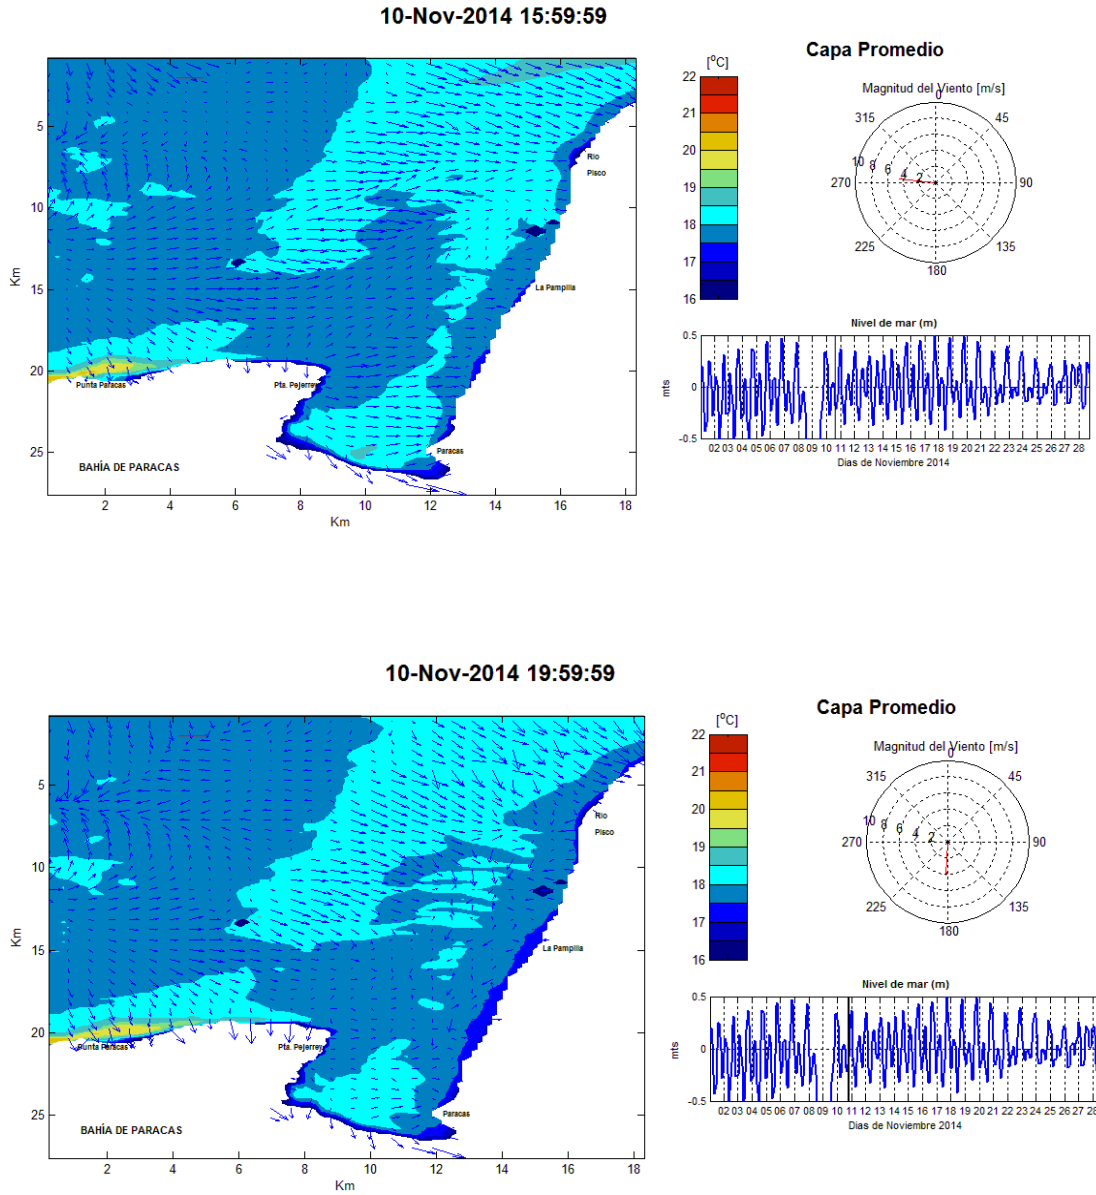 10-Nov-2014 15:59:59
Capa Promedio
[°C]
22
21
20
19
18
17
16
Magnitud del Viento [m/s]
0
45
90
135
180
225
270
315
10 8 6 4 2
5
10
15
20
25
Km
Rio
Pisco
La Pampilla
Punta Paracas
Pta. Pejerrey
Paracas
BAHÍA DE PARACAS
2 4 6 8 10 12 14 16 18
Km
Nivel de mar (m)
0.5
0
-0.5
mts
02 03 04 05 06 07 08 09 10 11 12 13 14 15 16 17 18 19 20 21 22 23 24 25 26 27 28
Dias de Noviembre 2014
10-Nov-2014 19:59:59
Capa Promedio
[°C]
22
21
20
19
18
17
16
Magnitud del Viento [m/s]
0
45
90
135
180
225
270
315
10 8 6 4 2
5
10
15
20
25
Km
Rio
Pisco
La Pampilla
Punta Paracas
Pta. Pejerrey
Paracas
BAHÍA DE PARACAS
2 4 6 8 10 12 14 16 18
Km
Nivel de mar (m)
0.5
0
-0.5
mts
02 03 04 05 06 07 08 09 10 11 12 13 14 15 16 17 18 19 20 21 22 23 24 25 26 27 28
Dias de Noviembre 2014